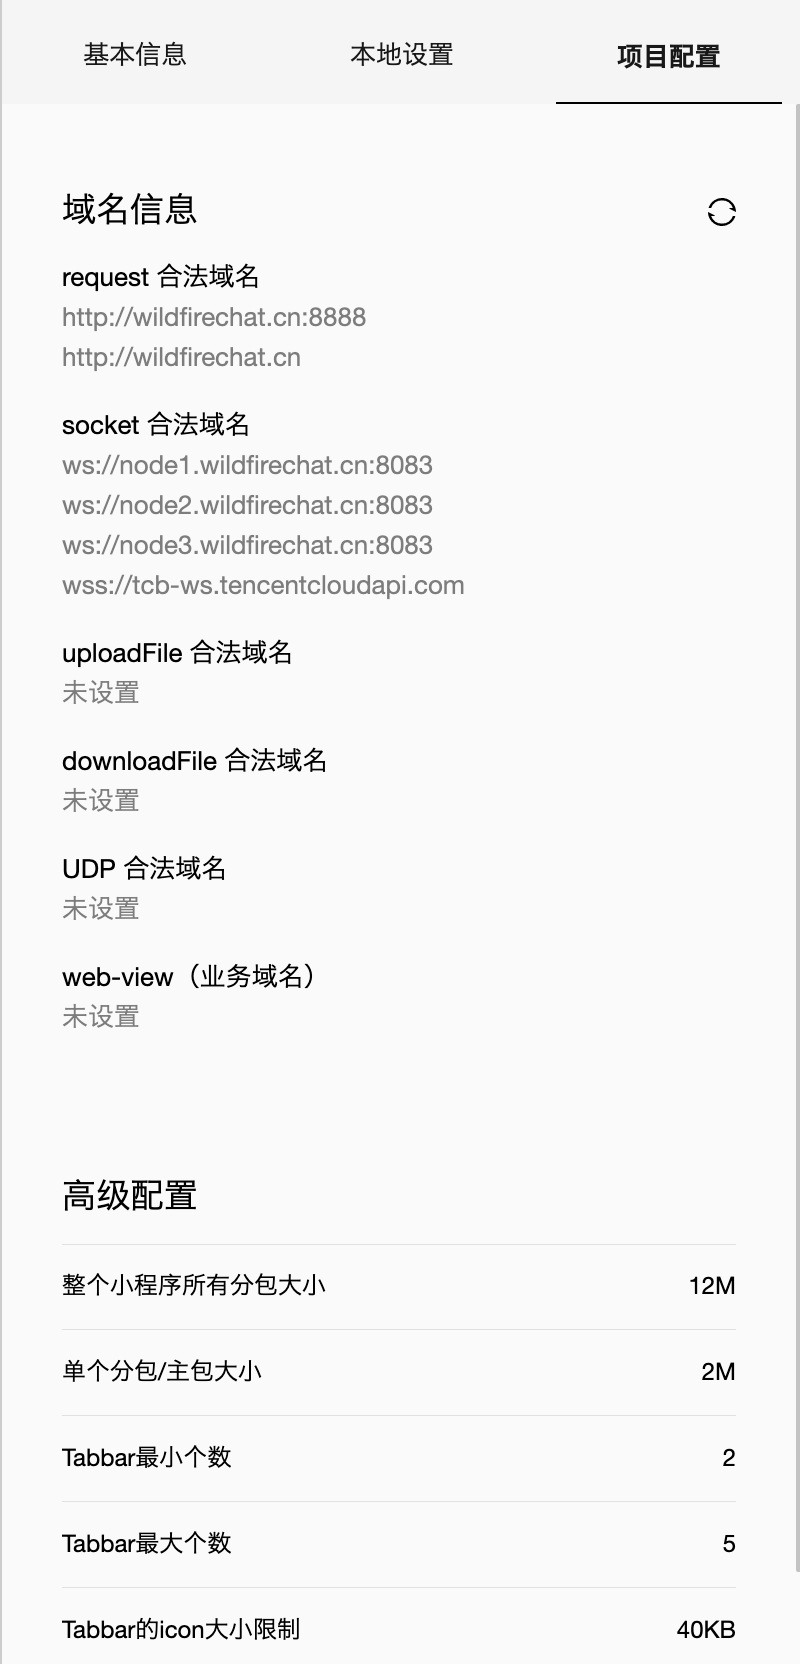 基本信息 本地设置 项目配置
域名信息
request 合法域名
http://wildfirechat.cn:8888
http://wildfirechat.cn
socket 合法域名
ws://node1.wildfirechat.cn:8083
ws://node2.wildfirechat.cn:8083
ws://node3.wildfirechat.cn:8083
wss://tcb-ws.tencentcloudapi.com
uploadFile 合法域名
未设置
downloadFile 合法域名
未设置
UDP 合法域名
未设置
web-view（业务域名）
未设置
高级配置
整个小程序所有分包大小 12M
单个分包/主包大小 2M
Tabbar最小个数 2
Tabbar最大个数 5
Tabbar的icon大小限制 40KB